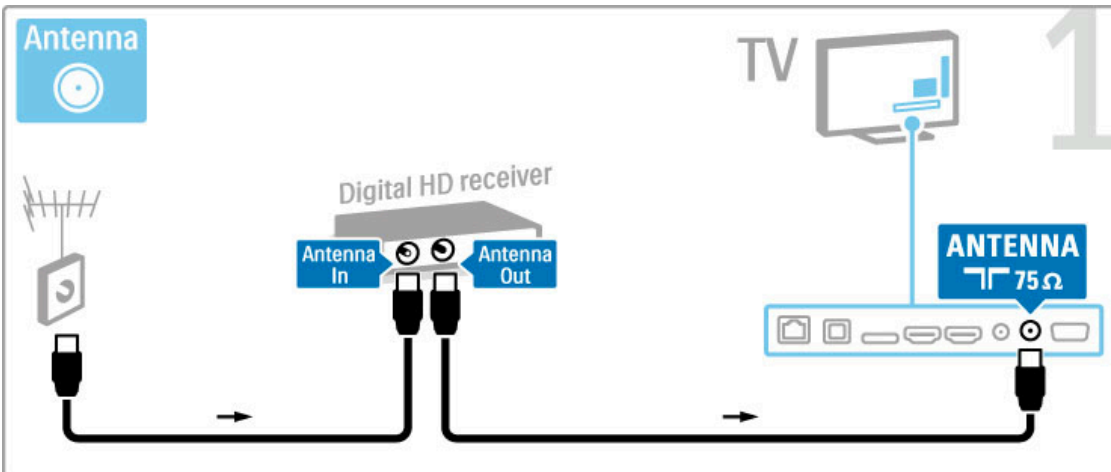 Antenna
TV
1
Digital HD receiver
Antenna
In
Antenna
Out
ANTENNA
75 Ω